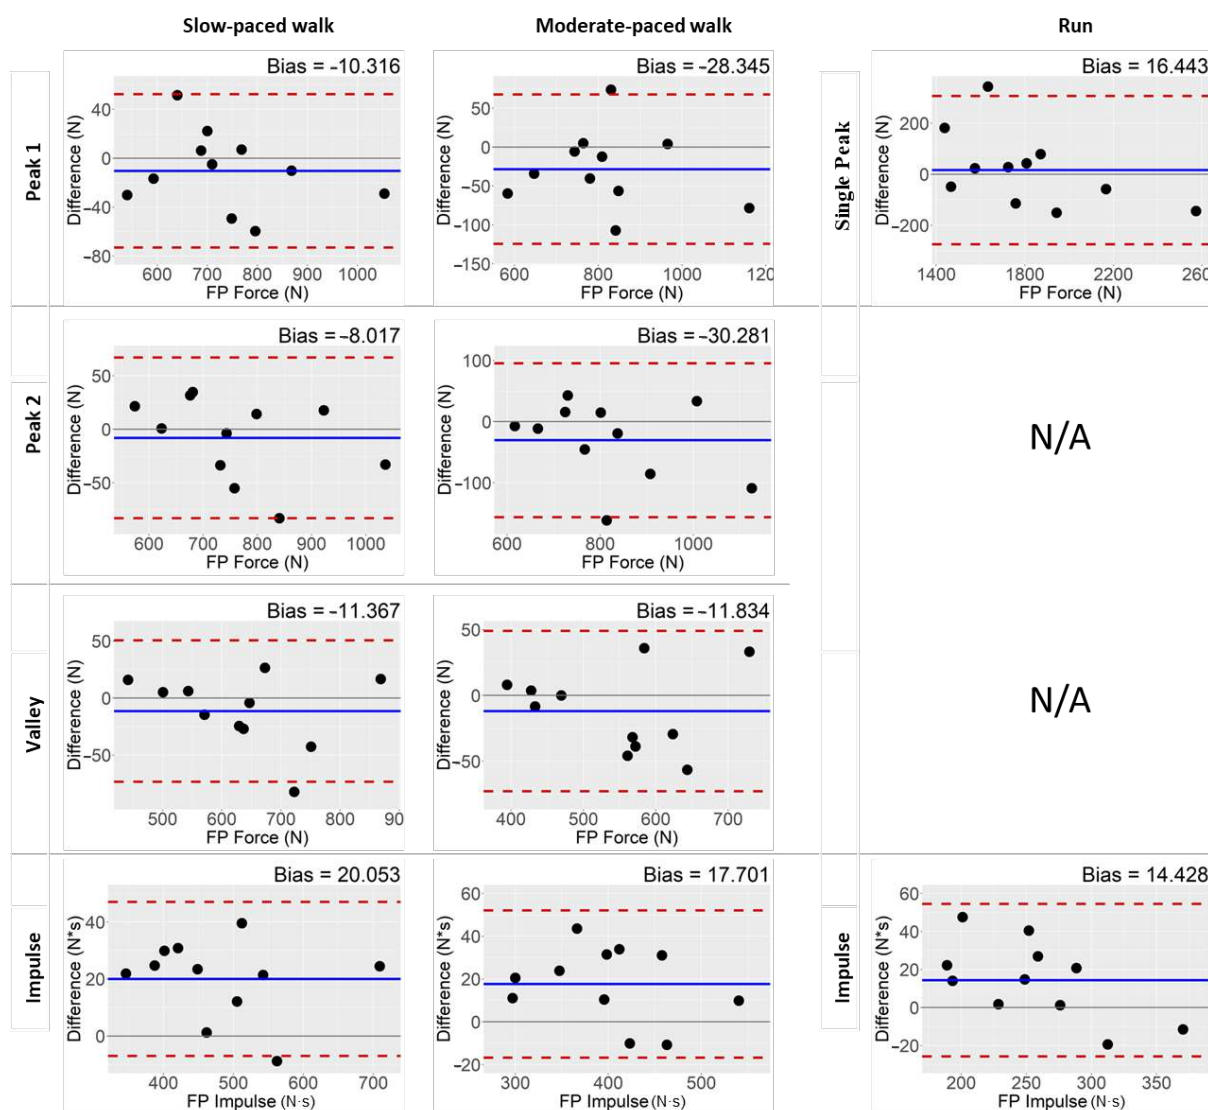 Slow-paced walk Moderate-paced walk Run
Peak 1
Bias = -10.316
Difference (N)
40
0
-40
-80
600 700 800 900 1000
FP Force (N)
Bias = -28.345
Difference (N)
50
0
-50
-100
-150
600 800 1000 120
FP Force (N)
Single Peak
Bias = 16.443
Difference (N)
200
0
-200
1400 1800 2200 260
FP Force (N)
Peak 2
Bias = -8.017
Difference (N)
50
0
-50
600 700 800 900 1000
FP Force (N)
Bias = -30.281
Difference (N)
100
0
-100
600 800 1000
FP Force (N)
N/A
Valley
Bias = -11.367
Difference (N)
50
0
-50
500 600 700 800 90
FP Force (N)
Bias = -11.834
Difference (N)
50
0
-50
400 500 600 700
FP Force (N)
N/A
Impulse
Bias = 20.053
Difference (N*s)
40
20
0
400 500 600 700
FP Impulse (N·s)
Bias = 17.701
Difference (N*s)
60
40
20
0
-20
300 400 500
FP Impulse (N·s)
Impulse
Bias = 14.428
Difference (N*s)
60
40
20
0
-20
200 250 300 350
FP Impulse (N·s)